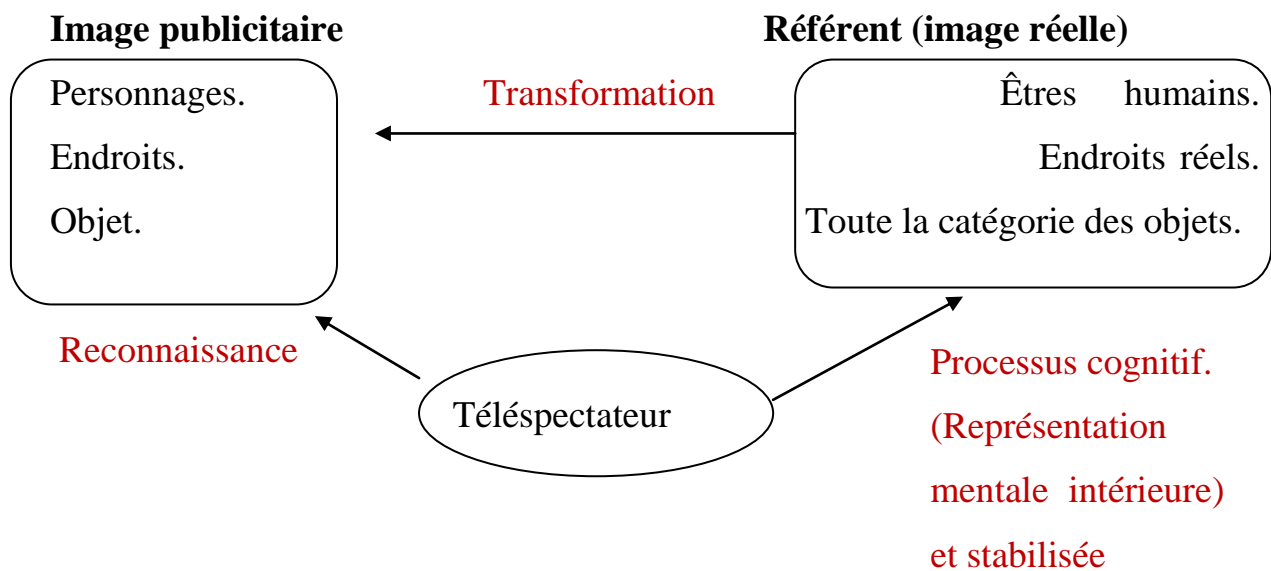 Image publicitaire
Référent (image réelle)
Personnages.
Endroits.
Objet.
Transformation
Êtres humains.
Endroits réels.
Toute la catégorie des objets.
Reconnaissance
Téléspectateur
Processus cognitif.
(Représentation
mentale intérieure)
et stabilisée